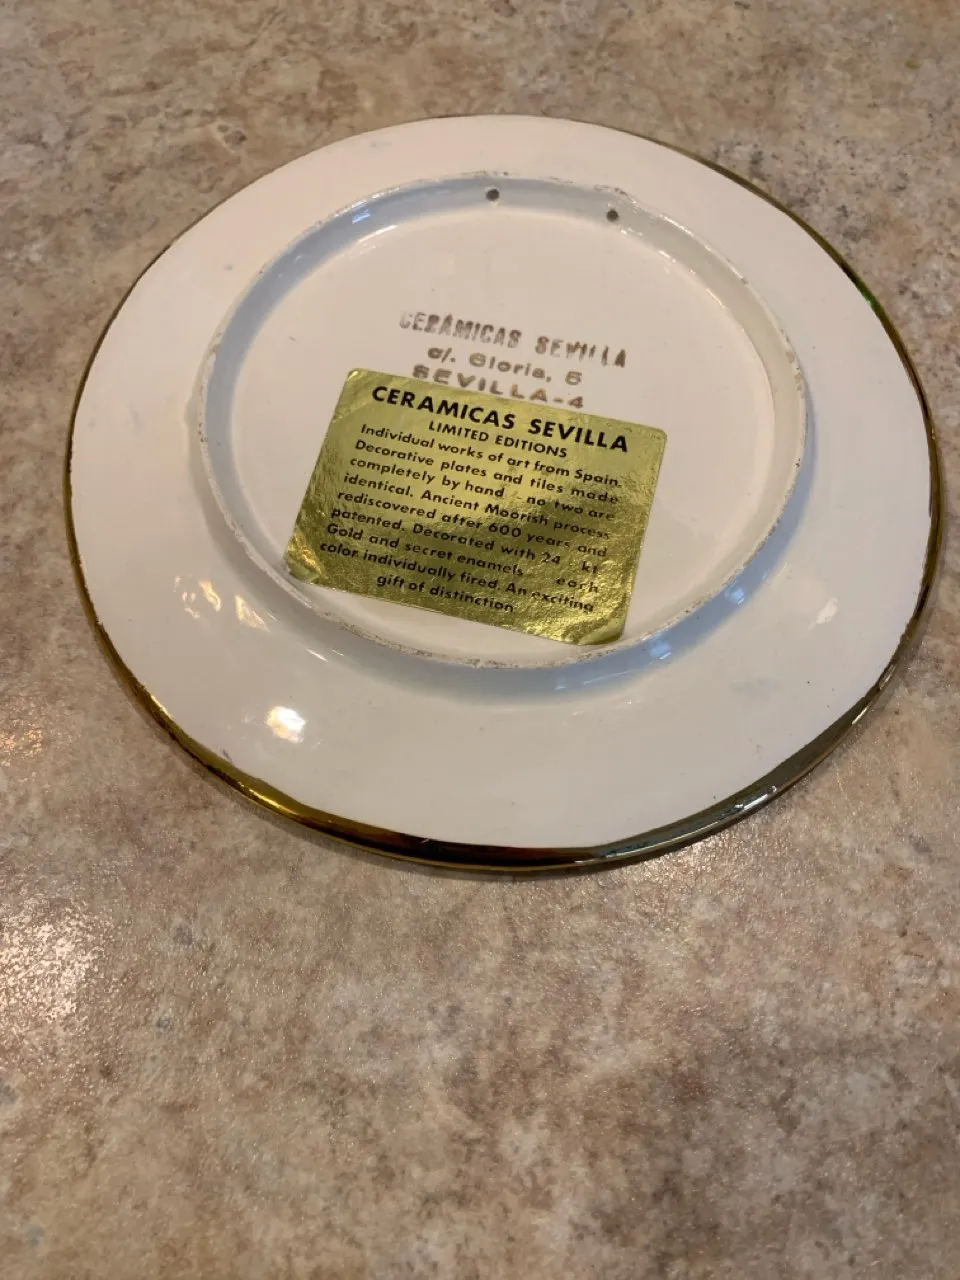 CERÁMICAS SEVILLA
c/. Gloria, 5
SEVILLA-4
CERAMICAS SEVILLA
LIMITED EDITIONS
Individual works of art from Spain.
Decorative plates and tiles made
completely by hand - no two are
identical. Ancient Moorish process
rediscovered after 600 years and
patented. Decorated with 24 kt
Gold and secret enamels each
color individually fired. An exciting
gift of distinction